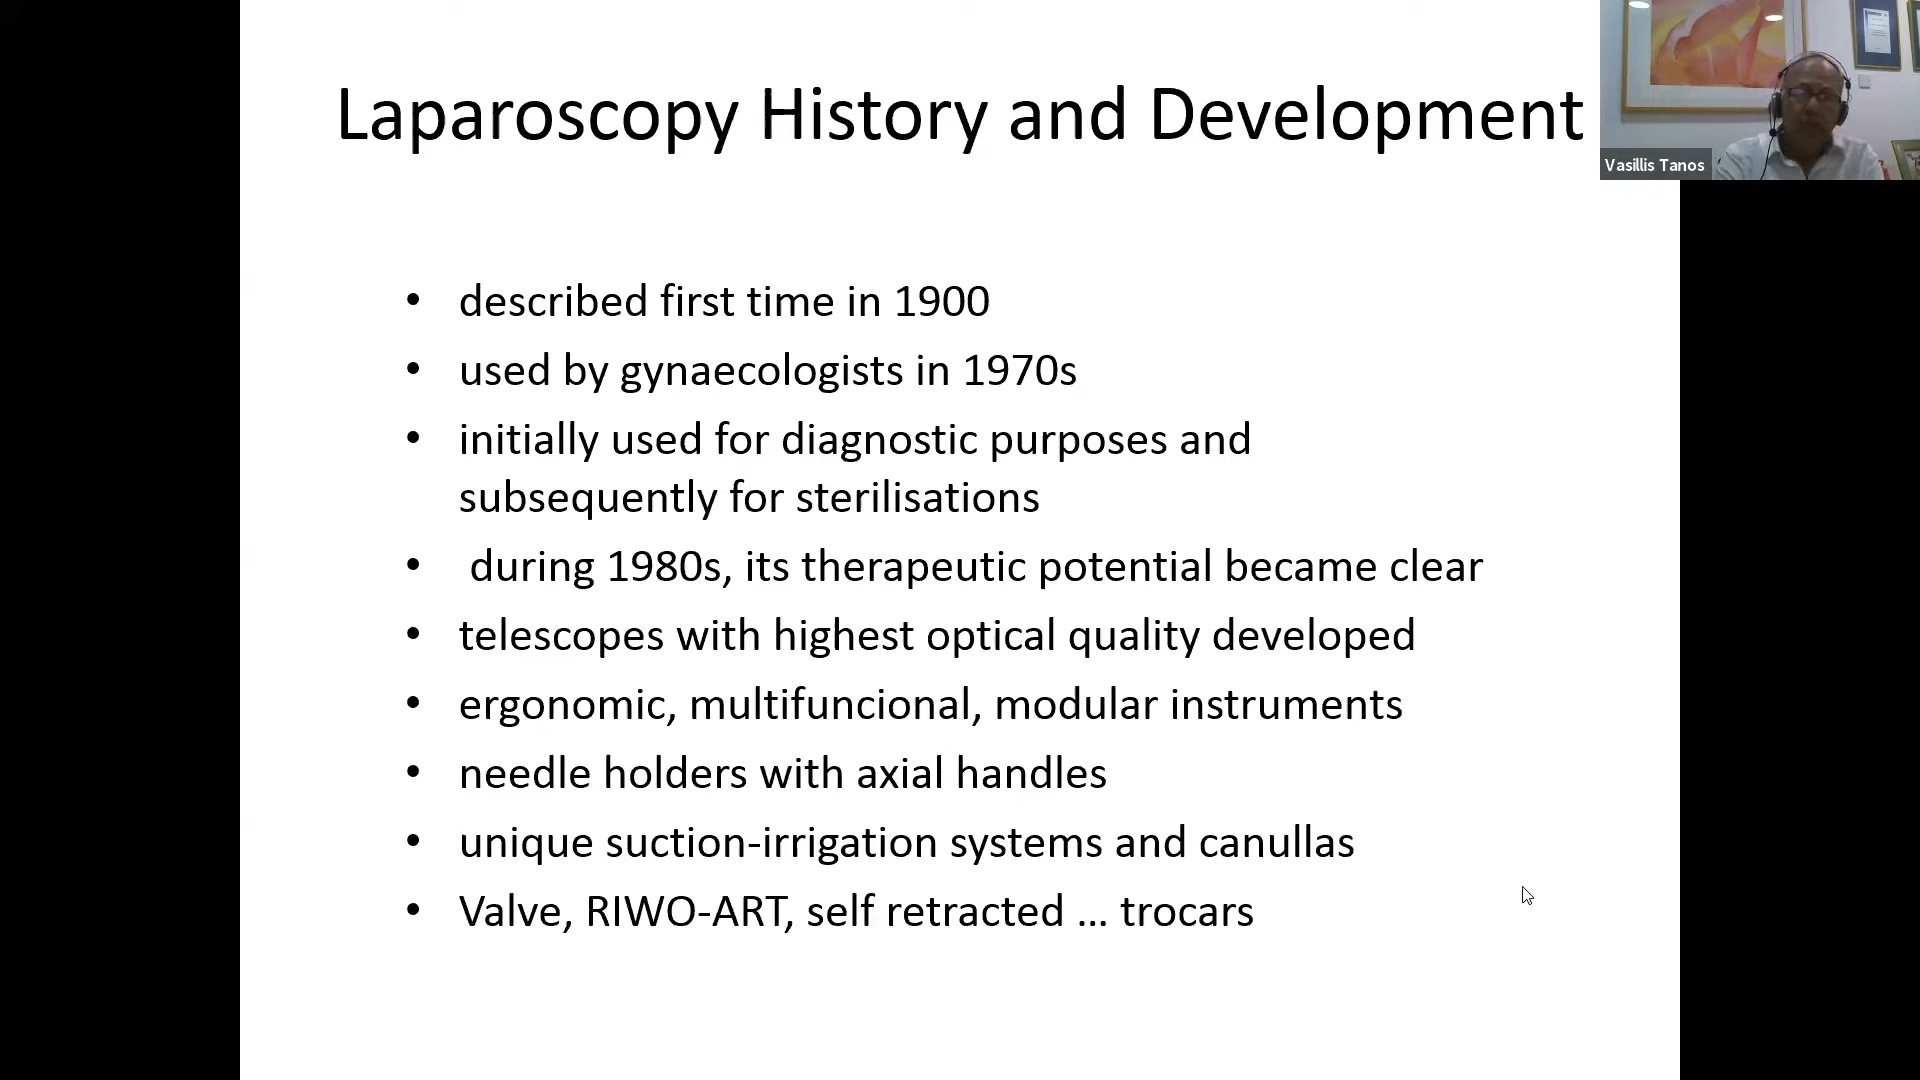 Laparoscopy History and Development
Vasillis Tanos
• described first time in 1900
• used by gynaecologists in 1970s
• initially used for diagnostic purposes and
subsequently for sterilisations
• during 1980s, its therapeutic potential became clear
• telescopes with highest optical quality developed
• ergonomic, multifuncional, modular instruments
• needle holders with axial handles
• unique suction-irrigation systems and canullas
• Valve, RIWO-ART, self retracted ... trocars